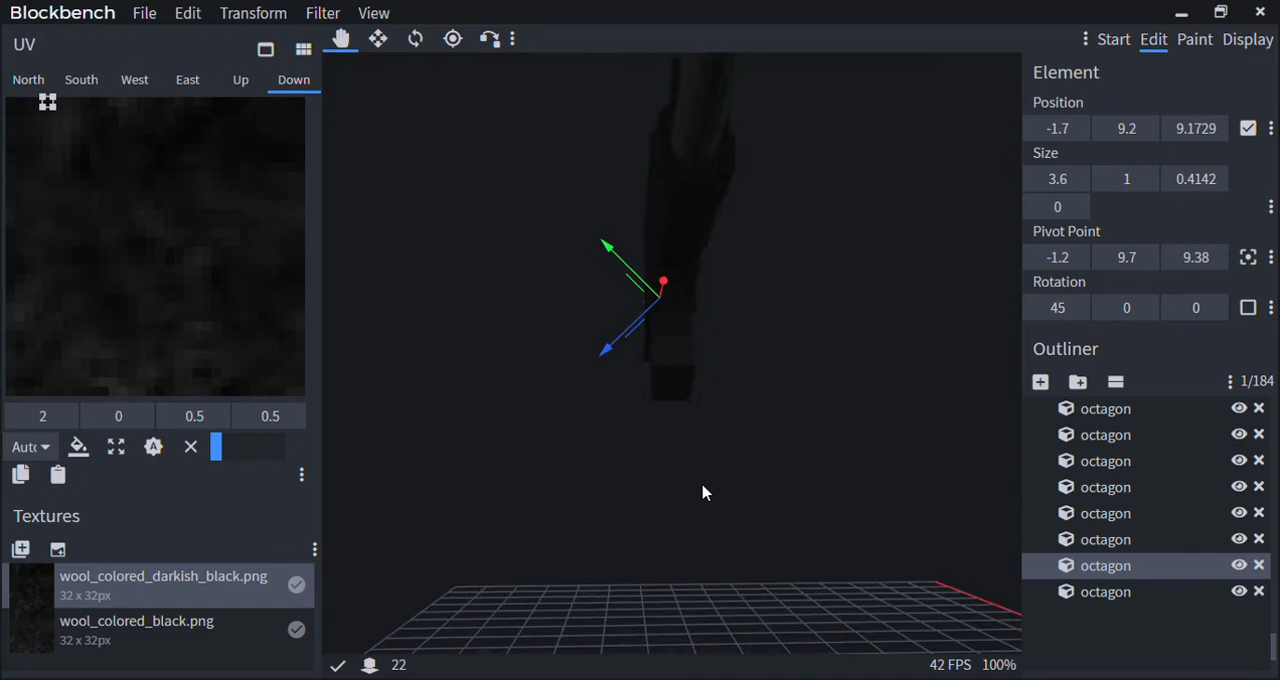 Blockbench File Edit Transform Filter View
UV
Start Edit Paint Display
North South West East Up Down
Element
Position
-1.7 9.2 9.1729
Size
3.6 1 0.4142
0
Pivot Point
-1.2 9.7 9.38
Rotation
45 0 0
Outliner
1/184
octagon
octagon
octagon
octagon
octagon
octagon
octagon
octagon
2 0 0.5 0.5
Textures
wool_colored_darkish_black.png
32 x 32px
wool_colored_black.png
32 x 32px
22
42 FPS 100%